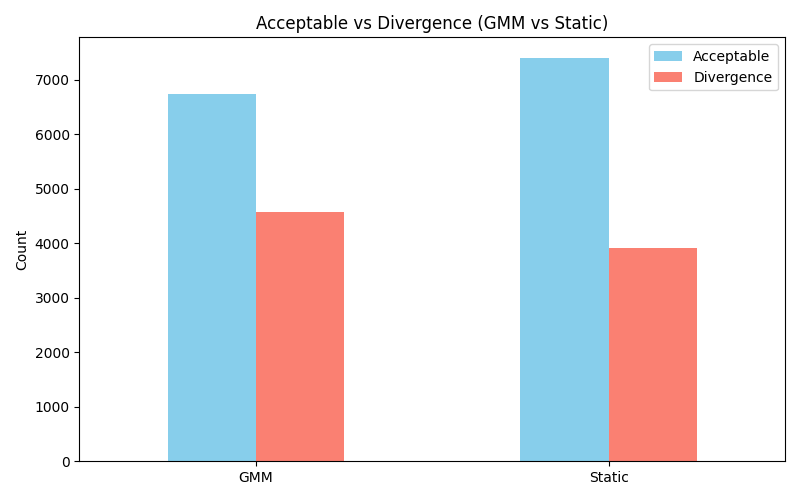 Acceptable vs Divergence (GMM vs Static)
Acceptable
Divergence
Count
7000
6000
5000
4000
3000
2000
1000
0
GMM
Static